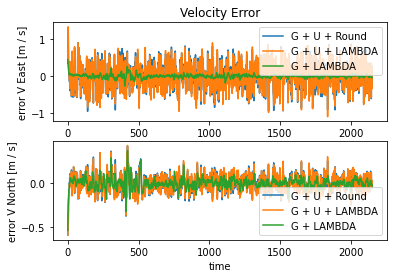 Velocity Error
error V East [m / s]
1
0
−1
G + U + Round
G + U + LAMBDA
G + LAMBDA
0
500
1000
1500
2000
error V North [m / s]
0.0
−0.5
G + U + Round
G + U + LAMBDA
G + LAMBDA
0
500
1000
1500
2000
time